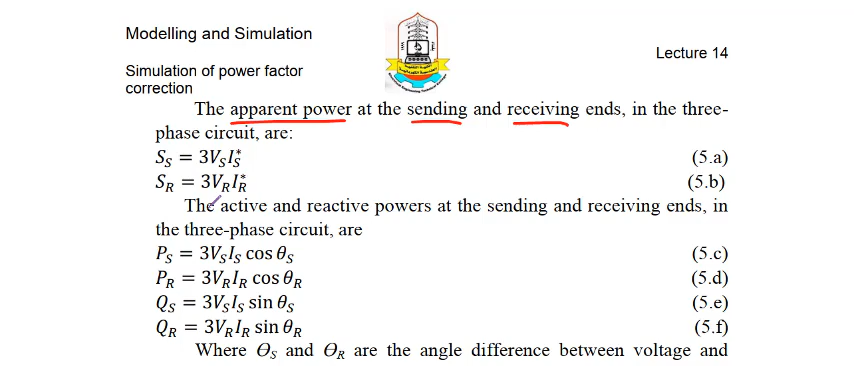 Modelling and Simulation
Lecture 14
Simulation of power factor
correction
The apparent power at the sending and receiving ends, in the three-
phase circuit, are:
S_S = 3V_S I_S^* (5.a)
S_R = 3V_R I_R^* (5.b)
The active and reactive powers at the sending and receiving ends, in
the three-phase circuit, are
P_S = 3V_S I_S cos θ_S (5.c)
P_R = 3V_R I_R cos θ_R (5.d)
Q_S = 3V_S I_S sin θ_S (5.e)
Q_R = 3V_R I_R sin θ_R (5.f)
Where ϴ_S and ϴ_R are the angle difference between voltage and